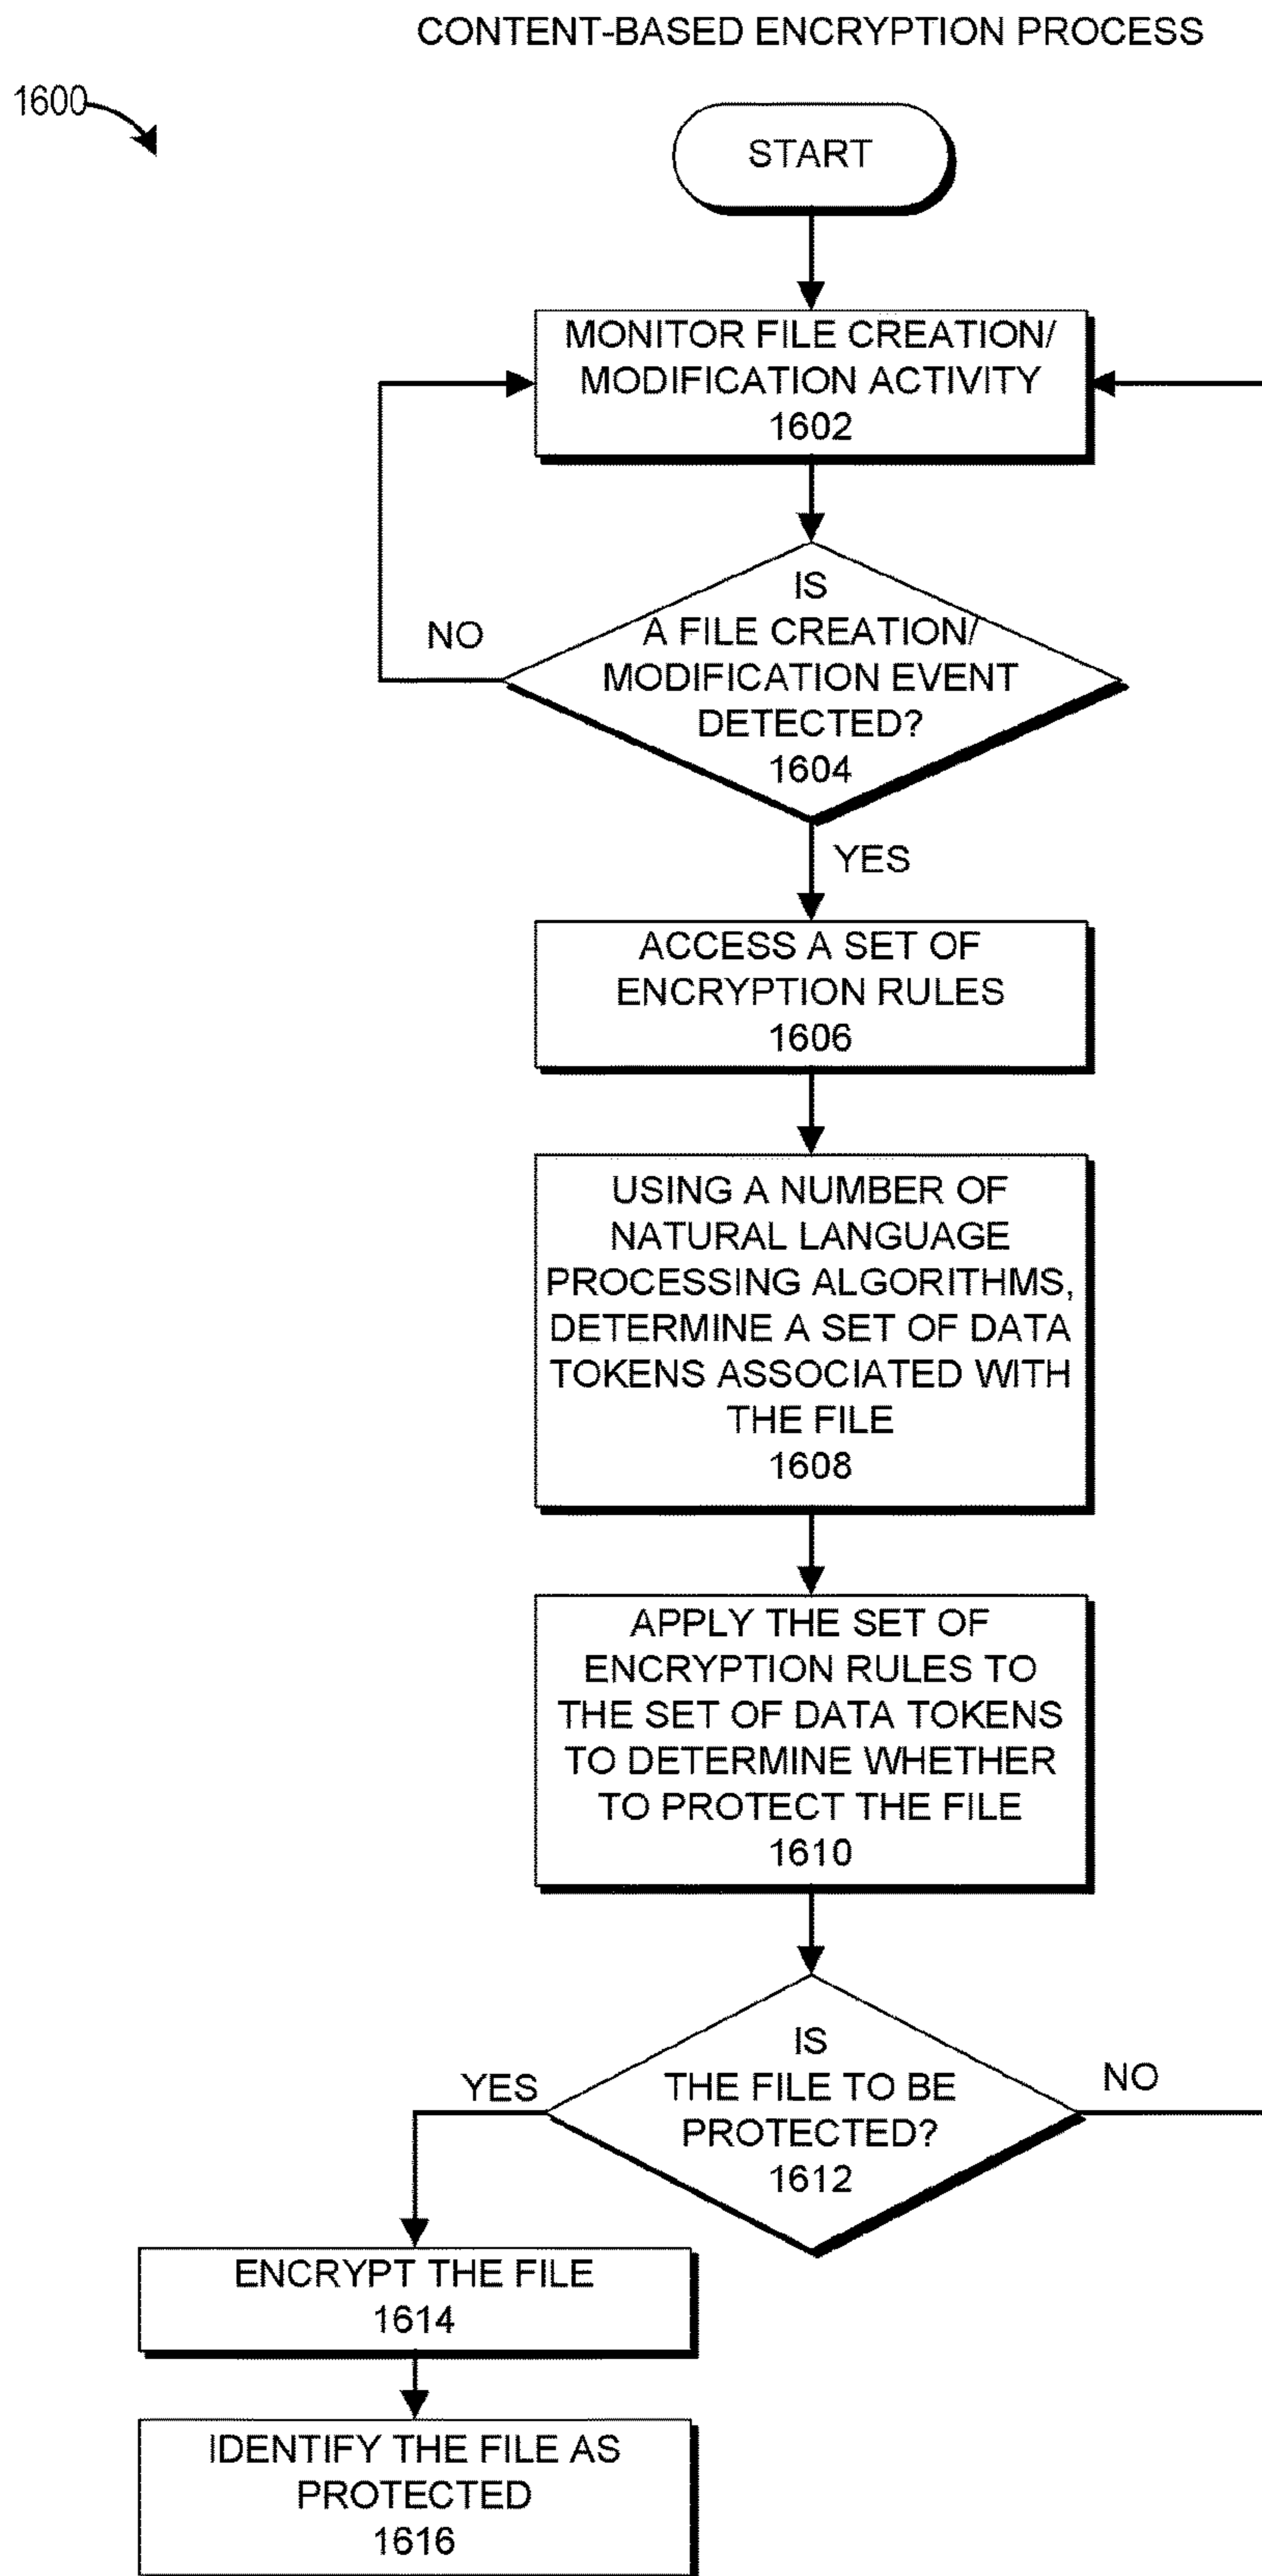 CONTENT-BASED ENCRYPTION PROCESS
1600
START
MONITOR FILE CREATION/
MODIFICATION ACTIVITY
1602
IS
A FILE CREATION/
MODIFICATION EVENT
DETECTED?
1604
NO
YES
ACCESS A SET OF
ENCRYPTION RULES
1606
USING A NUMBER OF
NATURAL LANGUAGE
PROCESSING ALGORITHMS,
DETERMINE A SET OF DATA
TOKENS ASSOCIATED WITH
THE FILE
1608
APPLY THE SET OF
ENCRYPTION RULES TO
THE SET OF DATA TOKENS
TO DETERMINE WHETHER
TO PROTECT THE FILE
1610
IS
THE FILE TO BE
PROTECTED?
1612
YES
NO
ENCRYPT THE FILE
1614
IDENTIFY THE FILE AS
PROTECTED
1616